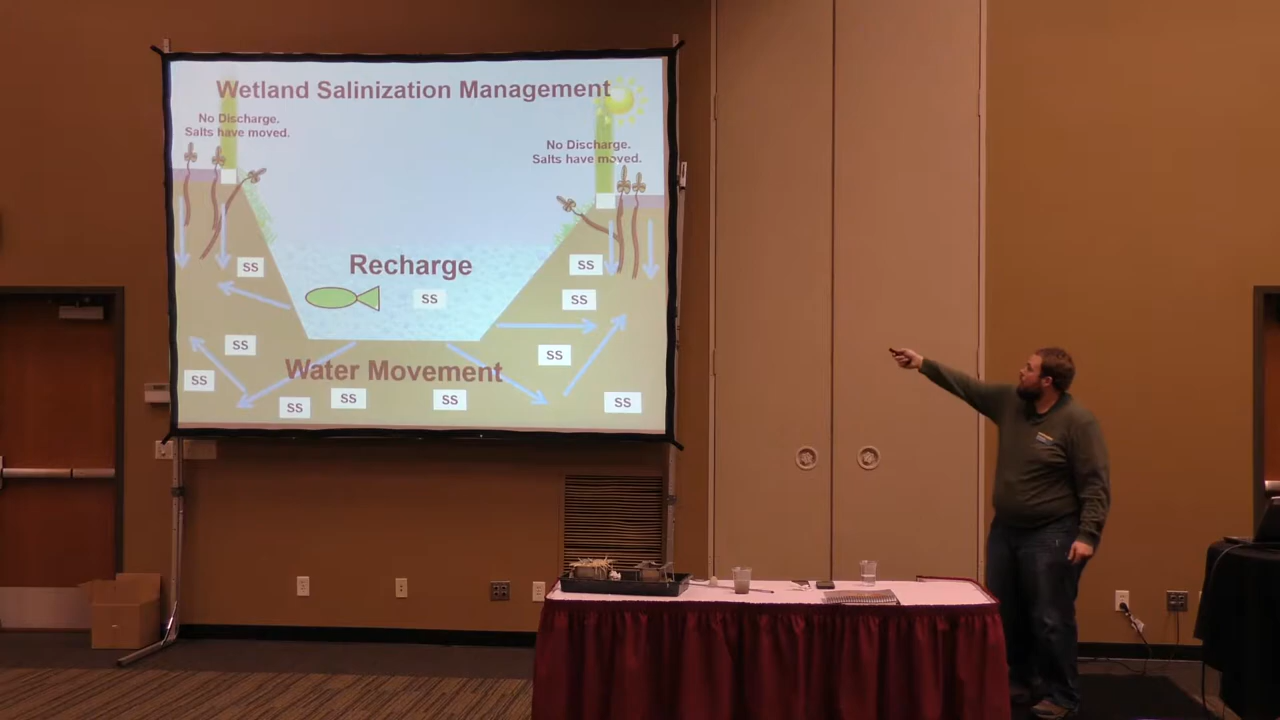 Wetland Salinization Management
No Discharge.
Salts have moved.
No Discharge.
Salts have moved.
Recharge
SS
SS
SS
SS
SS
SS
Water Movement
SS
SS
SS
SS
SS
SS